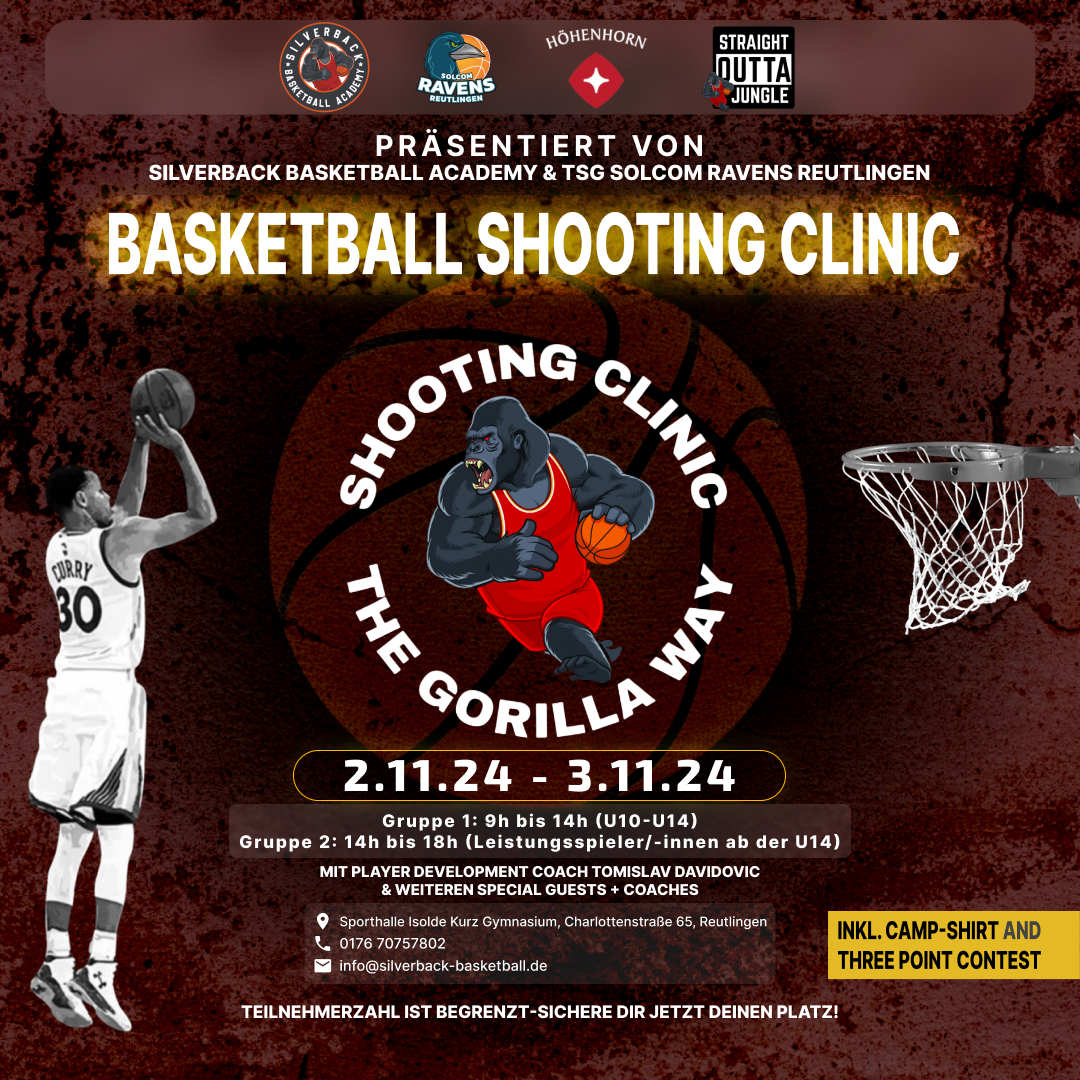 SILVERBACK
BASKETBALL ACADEMY
SOLCOM
RAVENS
REUTLINGEN
HÖHENHORN
STRAIGHT
OUTTA
JUNGLE
PRÄSENTIERT VON
SILVERBACK BASKETBALL ACADEMY & TSG SOLCOM RAVENS REUTLINGEN
BASKETBALL SHOOTING CLINIC
SHOOTING CLINIC
THE GORILLA WAY
CURRY
30
2.11.24 - 3.11.24
Gruppe 1: 9h bis 14h (U10-U14)
Gruppe 2: 14h bis 18h (Leistungsspieler/-innen ab der U14)
MIT PLAYER DEVELOPMENT COACH TOMISLAV DAVIDOVIC
& WEITEREN SPECIAL GUESTS + COACHES
Sporthalle Isolde Kurz Gymnasium, Charlottenstraße 65, Reutlingen
0176 70757802
info@silverback-basketball.de
INKL. CAMP-SHIRT AND
THREE POINT CONTEST
TEILNEHMERZAHL IST BEGRENZT-SICHERE DIR JETZT DEINEN PLATZ!